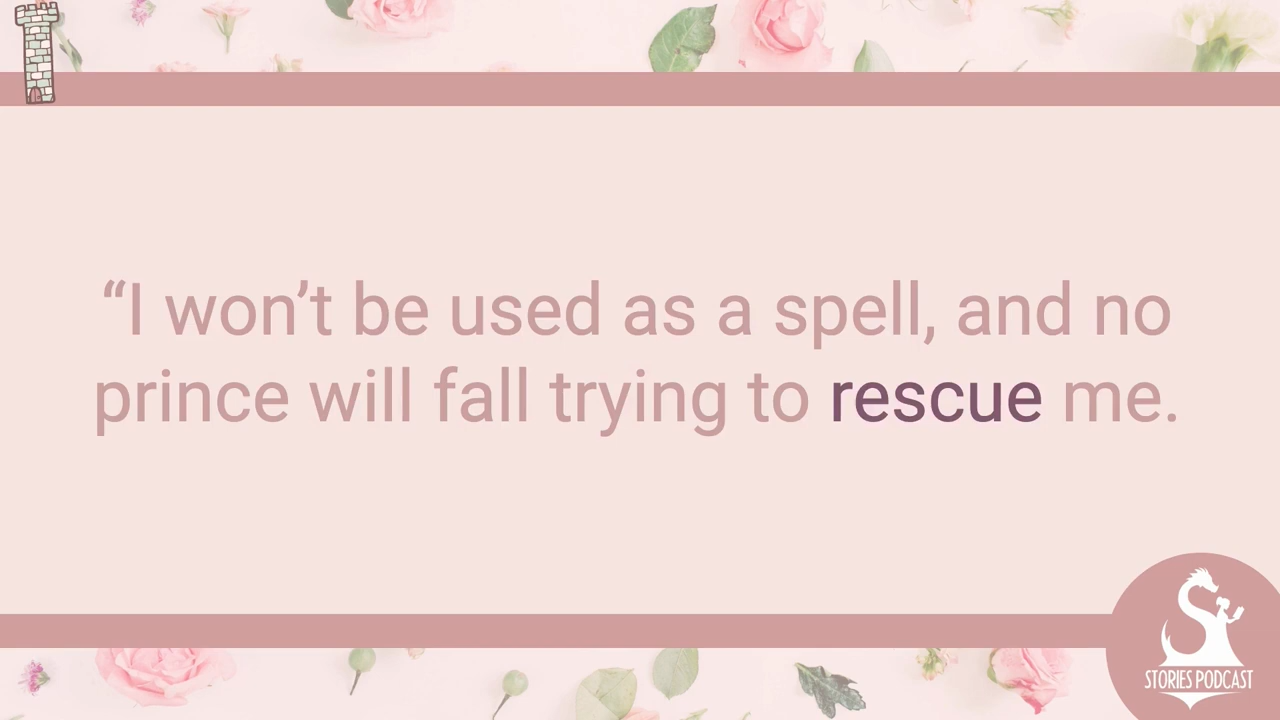 “I won’t be used as a spell, and no
prince will fall trying to rescue me.
STORIES PODCAST